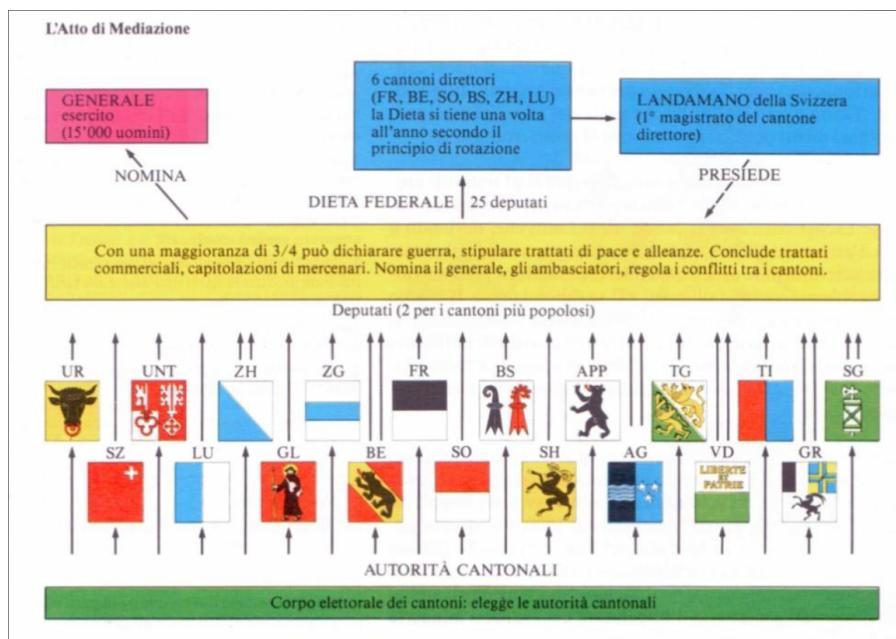 L'Atto di Mediazione
GENERALE
esercito
(15'000 uomini)
6 cantoni direttori
(FR, BE, SO, BS, ZH, LU)
la Dieta si tiene una volta
all'anno secondo il
principio di rotazione
LANDAMANO della Svizzera
(1° magistrato del cantone
direttore)
NOMINA
PRESIEDE
DIETA FEDERALE 25 deputati
Con una maggioranza di 3/4 può dichiarare guerra, stipulare trattati di pace e alleanze. Conclude trattati
commerciali, capitolazioni di mercenari. Nomina il generale, gli ambasciatori, regola i conflitti tra i cantoni.
Deputati (2 per i cantoni più popolosi)
UR UNT ZH ZG FR BS APP TG TI SG
SZ LU GL BE SO SH AG VD GR
LIBERTE
ET
PATRIE
AUTORITÀ CANTONALI
Corpo elettorale dei cantoni: elegge le autorità cantonali